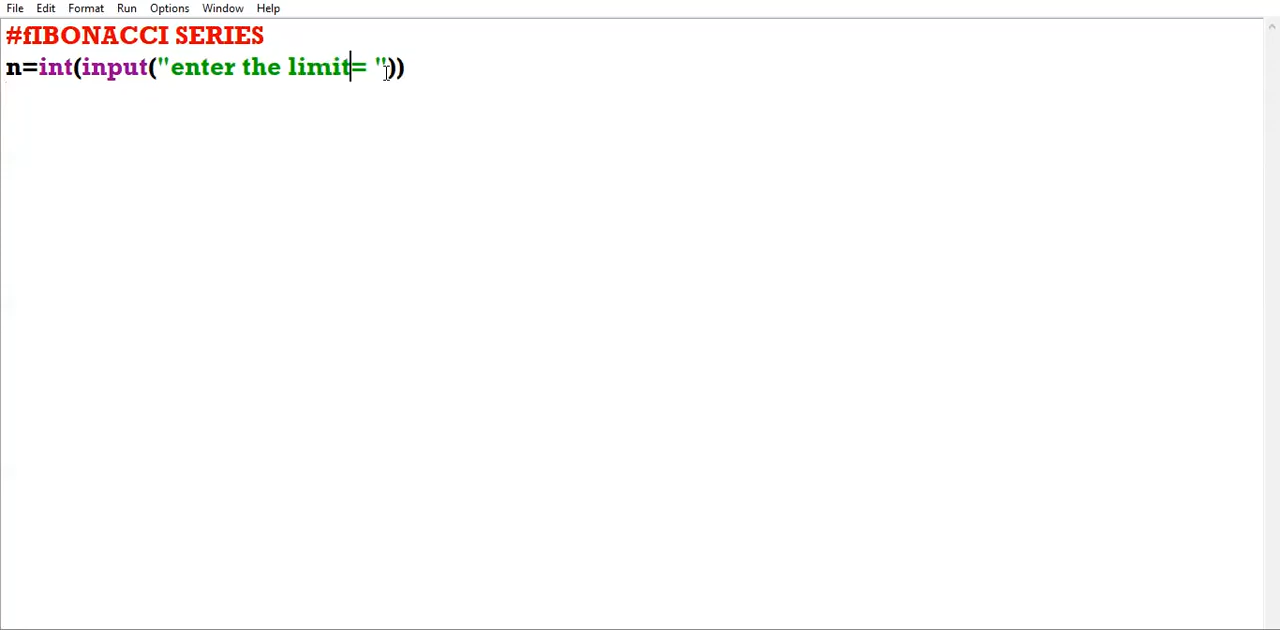 File Edit Format Run Options Window Help
#fIBONACCI SERIES
n=int(input("enter the limit= "))